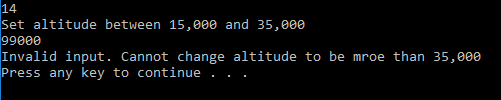 14
Set altitude between 15,000 and 35,000
99000
Invalid input. Cannot change altitude to be mroe than 35,000
Press any key to continue . . .